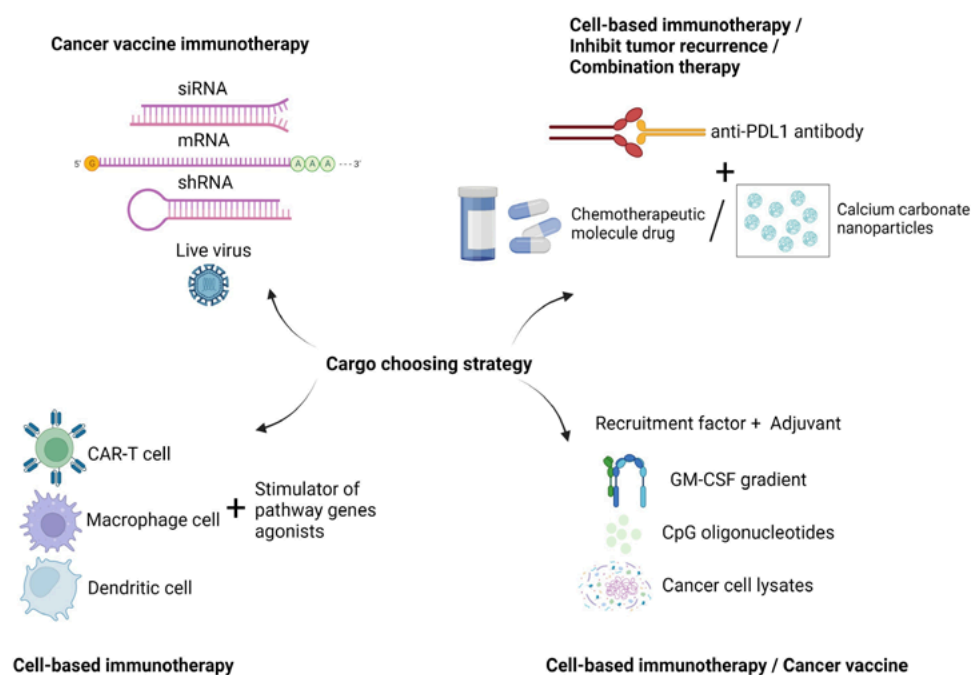 Cancer vaccine immunotherapy
siRNA
mRNA
5'
G
A A A
3'
shRNA
Live virus
Cell-based immunotherapy /
Inhibit tumor recurrence /
Combination therapy
anti-PDL1 antibody
+
Chemotherapeutic
molecule drug
/
Calcium carbonate
nanoparticles
Cargo choosing strategy
CAR-T cell
Macrophage cell
Dendritic cell
+
Stimulator of
pathway genes
agonists
Cell-based immunotherapy
Recruitment factor + Adjuvant
GM-CSF gradient
CpG oligonucleotides
Cancer cell lysates
Cell-based immunotherapy / Cancer vaccine